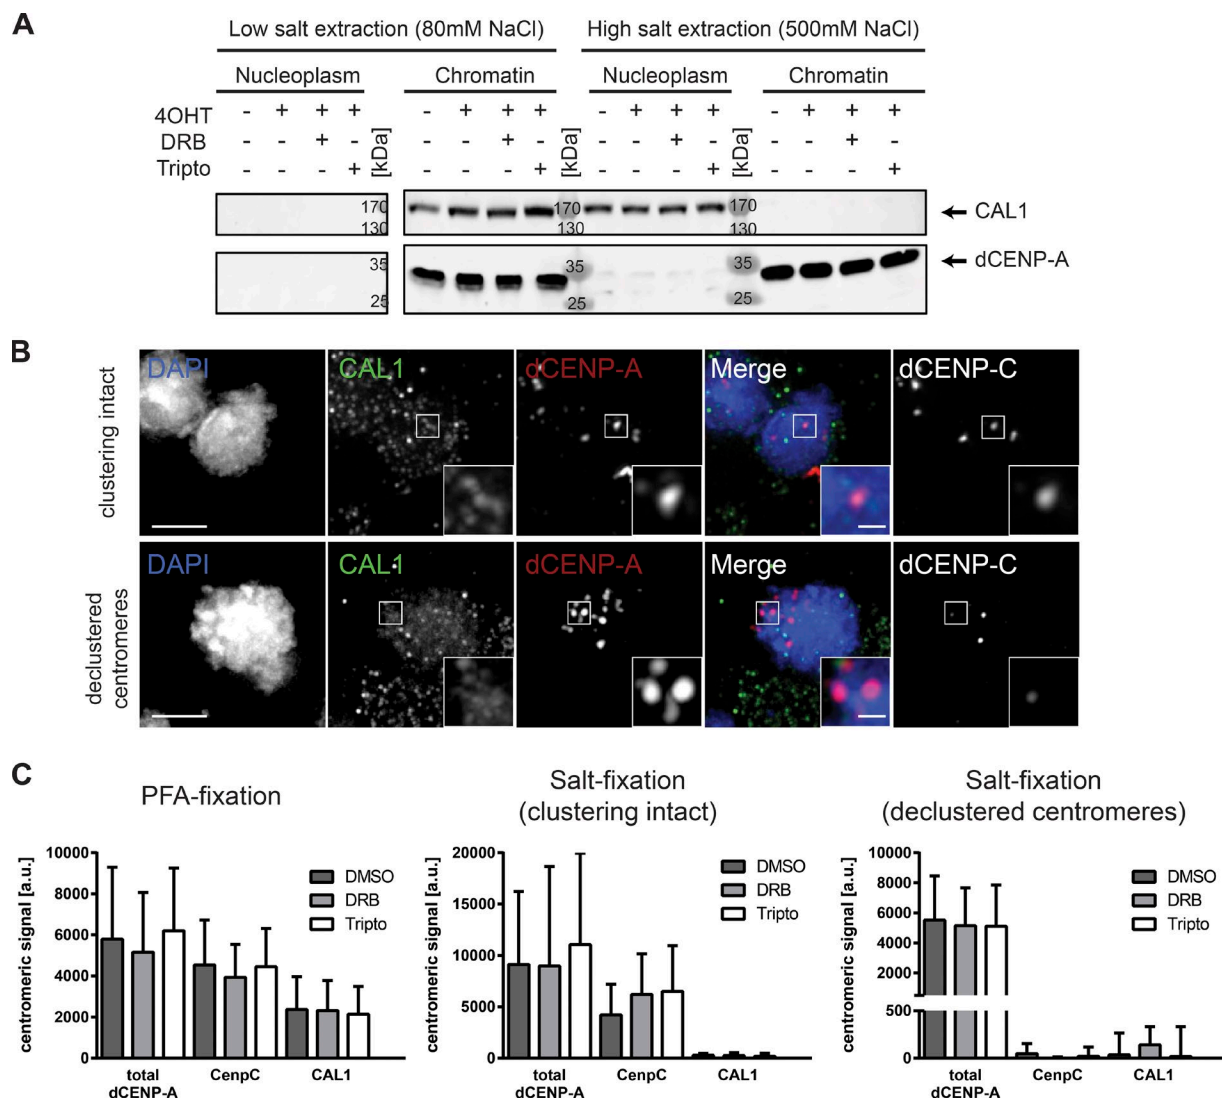 A
Low salt extraction (80mM NaCl) High salt extraction (500mM NaCl)
Nucleoplasm Chromatin Nucleoplasm Chromatin
4OHT - + + + - + + + - + + + - + + +
DRB - - + - [kDa] - - + - [kDa] - - + - [kDa] - - + -
Tripto - - - + - - - + - - - + - - - +
170 170 170 CAL1
130 130 130
35 35 35 dCENP-A
25 25 25
B
clustering intact
DAPI CAL1 dCENP-A Merge dCENP-C
declustered
centromeres
DAPI CAL1 dCENP-A Merge dCENP-C
C
PFA-fixation
centromeric signal [a.u.]
10000
8000
6000
4000
2000
0
DMSO
DRB
Tripto
total
dCENP-A
CenpC
CAL1
Salt-fixation
(clustering intact)
centromeric signal [a.u.]
20000
15000
10000
5000
0
DMSO
DRB
Tripto
total
dCENP-A
CenpC
CAL1
Salt-fixation
(declustered centromeres)
centromeric signal [a.u.]
10000
8000
6000
4000
2000
500
0
DMSO
DRB
Tripto
total
dCENP-A
CenpC
CAL1